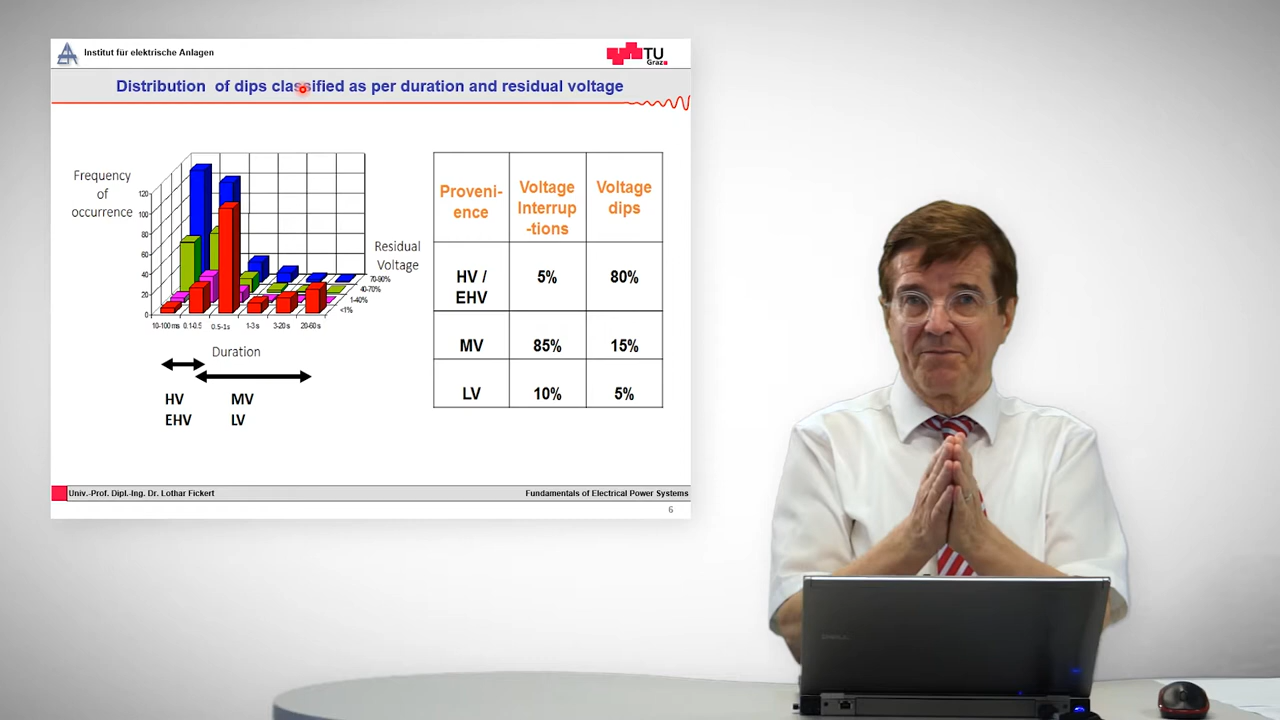 Institut für elektrische Anlagen
TU
Graz
Distribution of dips classified as per duration and residual voltage
Frequency
of
occurrence
120
100
80
60
40
20
0
10-100 ms 0.1-0.5 0.5-1s 1-3 s 3-20 s 20-60 s
70-90%
40-70%
1-40%
<1%
Residual
Voltage
Duration
HV MV
EHV LV
Proveni-
ence
Voltage
Interrup
-tions
Voltage
dips
HV /
EHV
5% 80%
MV 85% 15%
LV 10% 5%
Univ.-Prof. Dipl.-Ing. Dr. Lothar Fickert
Fundamentals of Electrical Power Systems
6
DELL